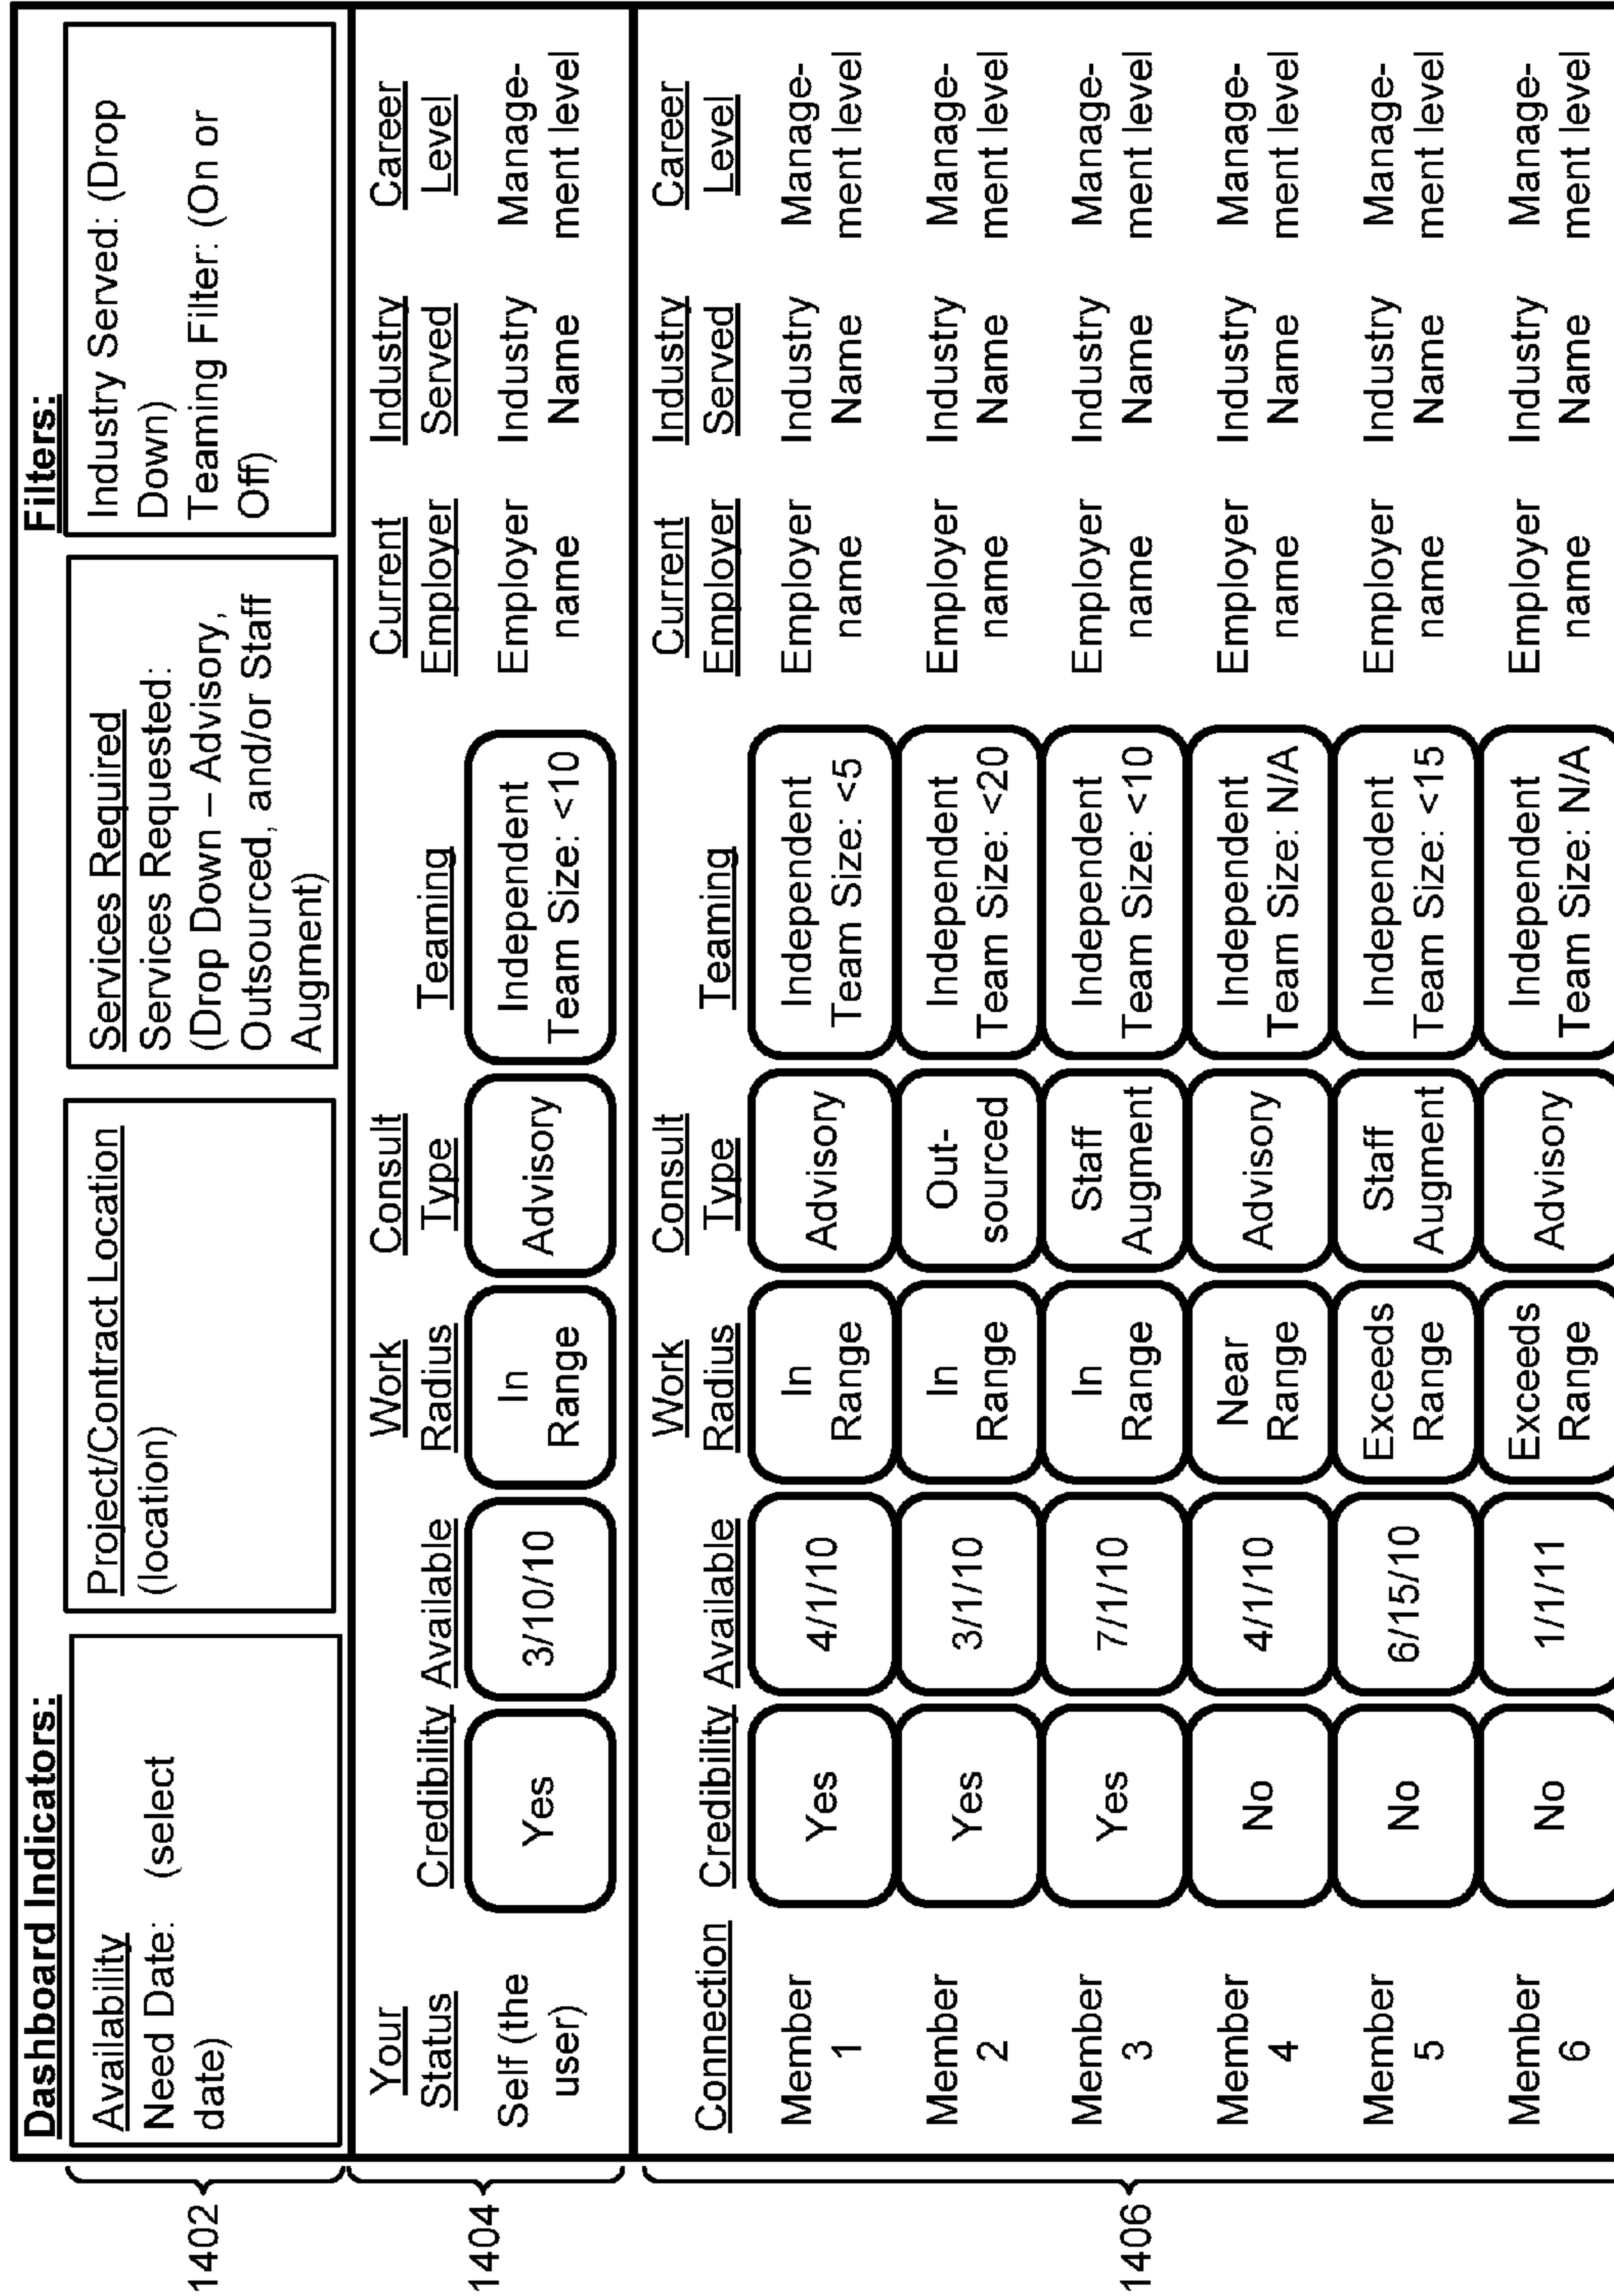 Dashboard Indicators:
Filters:
Availability
Need Date: (select
date)
Project/Contract Location
(location)
Services Required
Services Requested:
(Drop Down – Advisory,
Outsourced, and/or Staff
Augment)
Industry Served: (Drop
Down)
Teaming Filter: (On or
Off)
1402
Your
Status
Credibility
Available
Work
Radius
Consult
Type
Teaming
Current
Employer
Industry
Served
Career
Level
Self (the
user)
Yes
3/10/10
In
Range
Advisory
Independent
Team Size: <10
Employer
name
Industry
Name
Manage-
ment level
1404
Connection
Credibility
Available
Work
Radius
Consult
Type
Teaming
Current
Employer
Industry
Served
Career
Level
Member
1
Yes
4/1/10
In
Range
Advisory
Independent
Team Size: <5
Employer
name
Industry
Name
Manage-
ment level
Member
2
Yes
3/1/10
In
Range
Out-
sourced
Independent
Team Size: <20
Employer
name
Industry
Name
Manage-
ment level
Member
3
Yes
7/1/10
In
Range
Staff
Augment
Independent
Team Size: <10
Employer
name
Industry
Name
Manage-
ment level
Member
4
No
4/1/10
Near
Range
Advisory
Independent
Team Size: N/A
Employer
name
Industry
Name
Manage-
ment level
Member
5
No
6/15/10
Exceeds
Range
Staff
Augment
Independent
Team Size: <15
Employer
name
Industry
Name
Manage-
ment level
Member
6
No
1/1/11
Exceeds
Range
Advisory
Independent
Team Size: N/A
Employer
name
Industry
Name
Manage-
ment level
1406